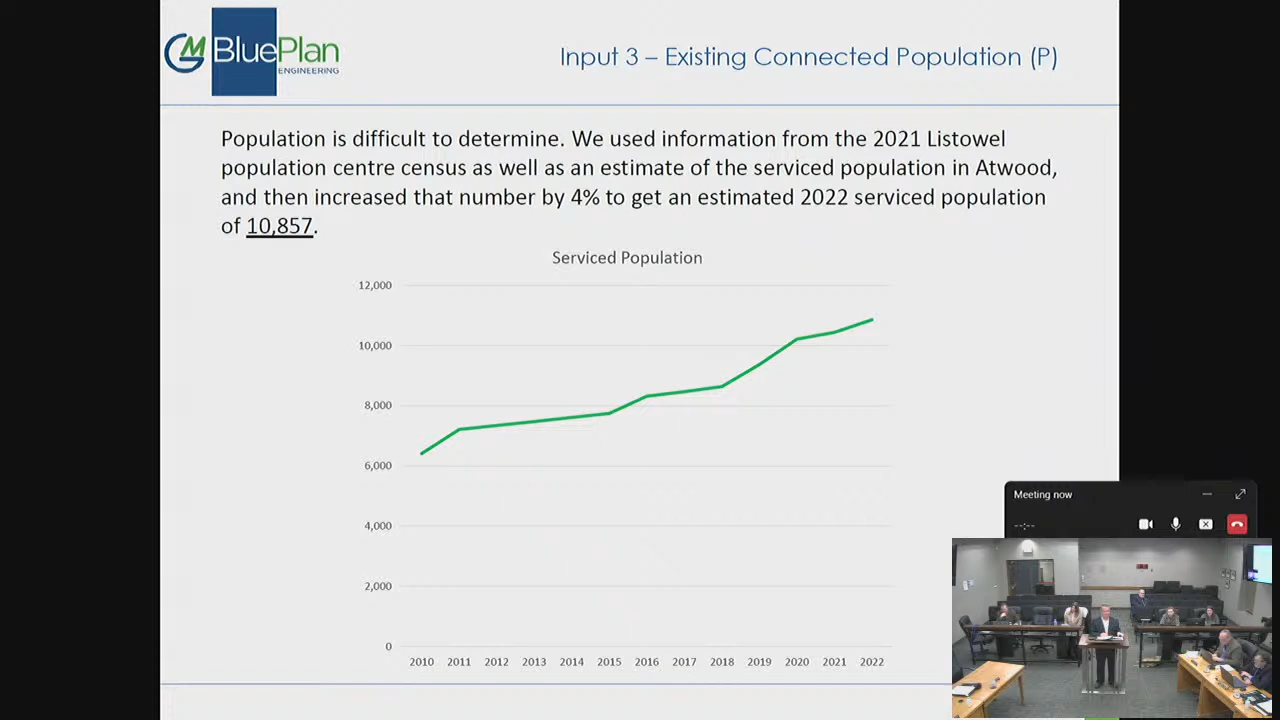 GM BluePlan
ENGINEERING
Input 3 – Existing Connected Population (P)
Population is difficult to determine. We used information from the 2021 Listowel
population centre census as well as an estimate of the serviced population in Atwood,
and then increased that number by 4% to get an estimated 2022 serviced population
of 10,857.
Serviced Population
12,000
10,000
8,000
6,000
4,000
2,000
0
2010 2011 2012 2013 2014 2015 2016 2017 2018 2019 2020 2021 2022
Meeting now
--:--